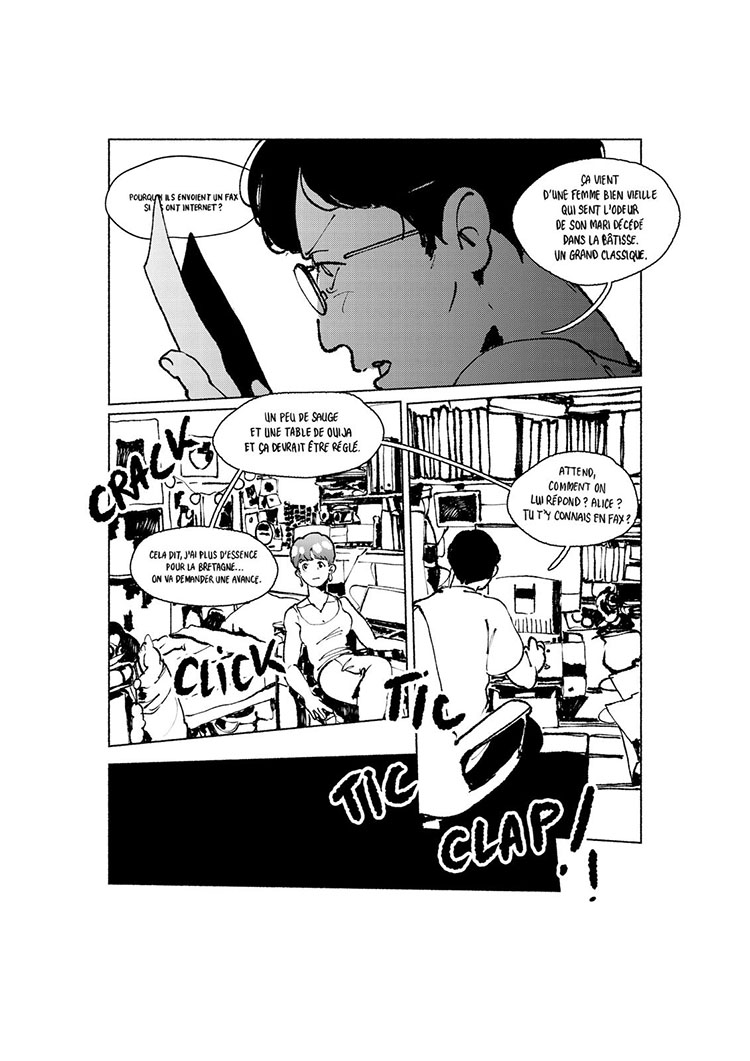 POURQUOI ILS ENVOIENT UN FAX
SI ILS ONT INTERNET ?
ÇA VIENT
D'UNE FEMME BIEN VIEILLE
QUI SENT L'ODEUR
DE SON MARI DÉCÉDÉ
DANS LA BÂTISSE.
UN GRAND CLASSIQUE.
UN PEU DE SAUGE
ET UNE TABLE DE OUIJA
ET ÇA DEVRAIT ÊTRE RÉGLÉ.
CRACK
CELA DIT, J'AI PLUS D'ESSENCE
POUR LA BRETAGNE...
ON VA DEMANDER UNE AVANCE.
CLICK
ATTEND,
COMMENT ON
LUI RÉPOND ? ALICE ?
TU T'Y CONNAIS EN FAX ?
TIC
TIC
CLAP!!